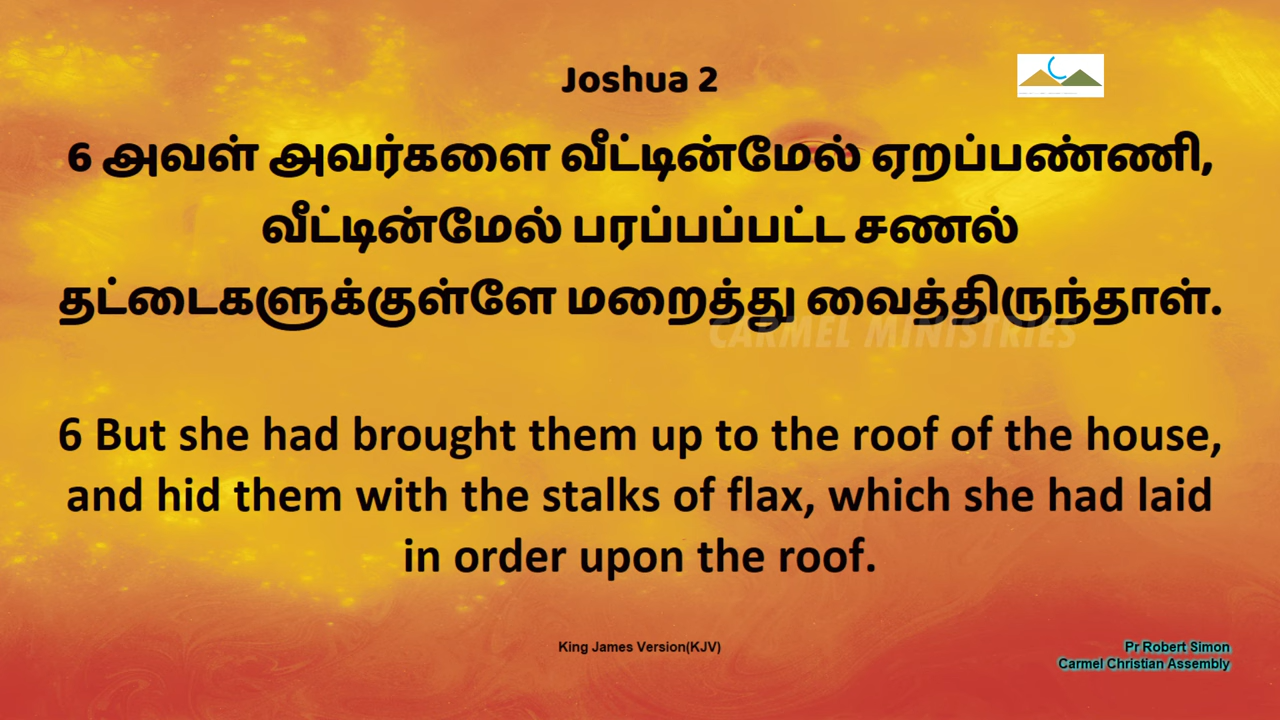 Joshua 2
6 அவள் அவர்களை வீட்டின்மேல் ஏறப்பண்ணி,
வீட்டின்மேல் பரப்பப்பட்ட சணல்
தட்டைகளுக்குள்ளே மறைத்து வைத்திருந்தாள்.
CARMEL MINISTRIES
6 But she had brought them up to the roof of the house,
and hid them with the stalks of flax, which she had laid
in order upon the roof.
King James Version(KJV)
Pr Robert Simon
Carmel Christian Assembly